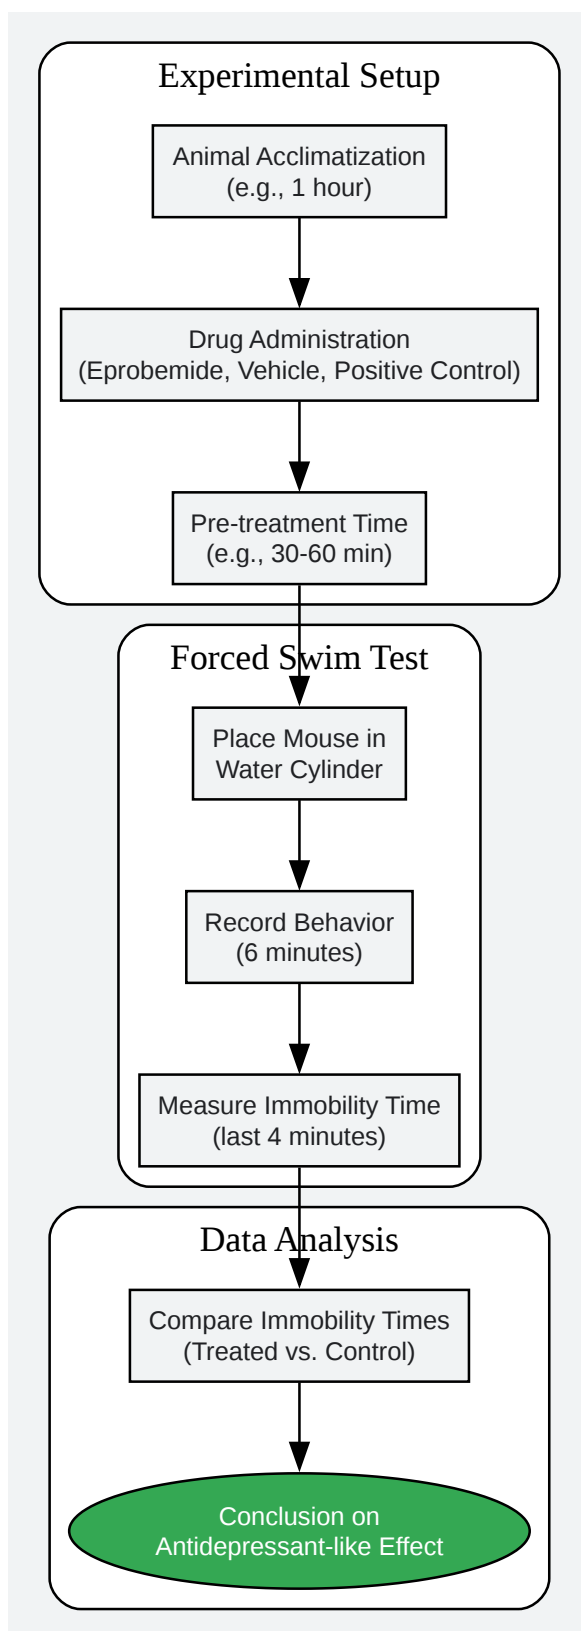 Experimental Setup
Animal Acclimatization
(e.g., 1 hour)
Drug Administration
(Eprobemide, Vehicle, Positive Control)
Pre-treatment Time
(e.g., 30-60 min)
Forced Swim Test
Place Mouse in
Water Cylinder
Record Behavior
(6 minutes)
Measure Immobility Time
(last 4 minutes)
Data Analysis
Compare Immobility Times
(Treated vs. Control)
Conclusion on
Antidepressant-like Effect